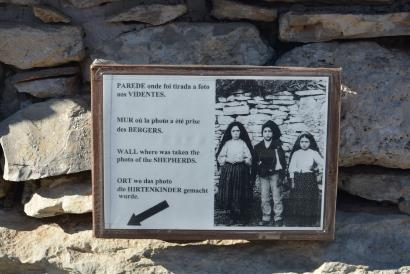 PAREDE onde foi tirada a foto
aos VIDENTES.
MUR où la photo a été prise
des BERGERS.
WALL where was taken the
photo of the SHEPHERDS.
ORT wo das photo
die HIRTENKINDER gemacht
wurde.